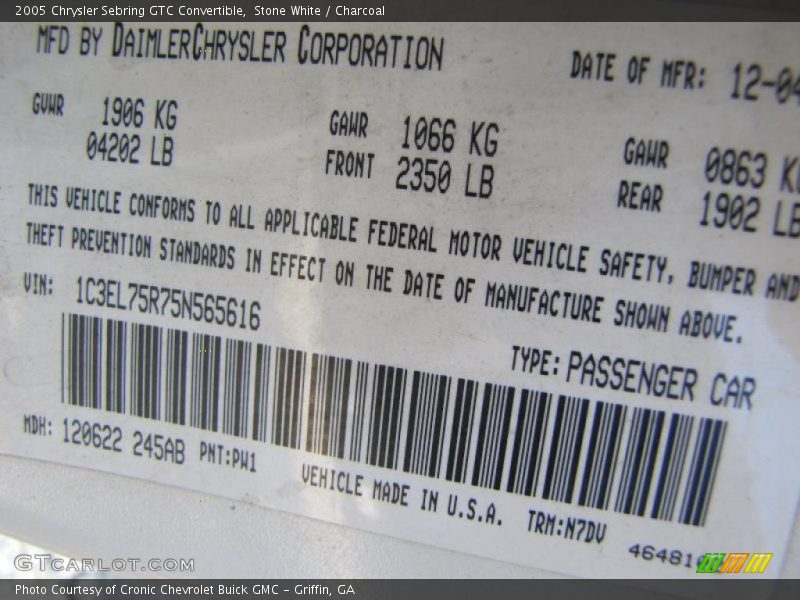 2005 Chrysler Sebring GTC Convertible, Stone White / Charcoal
MFD BY DAIMLERCHRYSLER CORPORATION
DATE OF MFR: 12-04
GVWR 1906 KG
04202 LB
GAWR 1066 KG
FRONT 2350 LB
GAWR 0863 KG
REAR 1902 LB
THIS VEHICLE CONFORMS TO ALL APPLICABLE FEDERAL MOTOR VEHICLE SAFETY, BUMPER AND
THEFT PREVENTION STANDARDS IN EFFECT ON THE DATE OF MANUFACTURE SHOWN ABOVE.
VIN: 1C3EL75R75N565616
TYPE: PASSENGER CAR
MDH: 120622 245AB PNT:PW1
VEHICLE MADE IN U.S.A. TRM:N7DV
GTCARLOT.COM
Photo Courtesy of Cronic Chevrolet Buick GMC – Griffin, GA